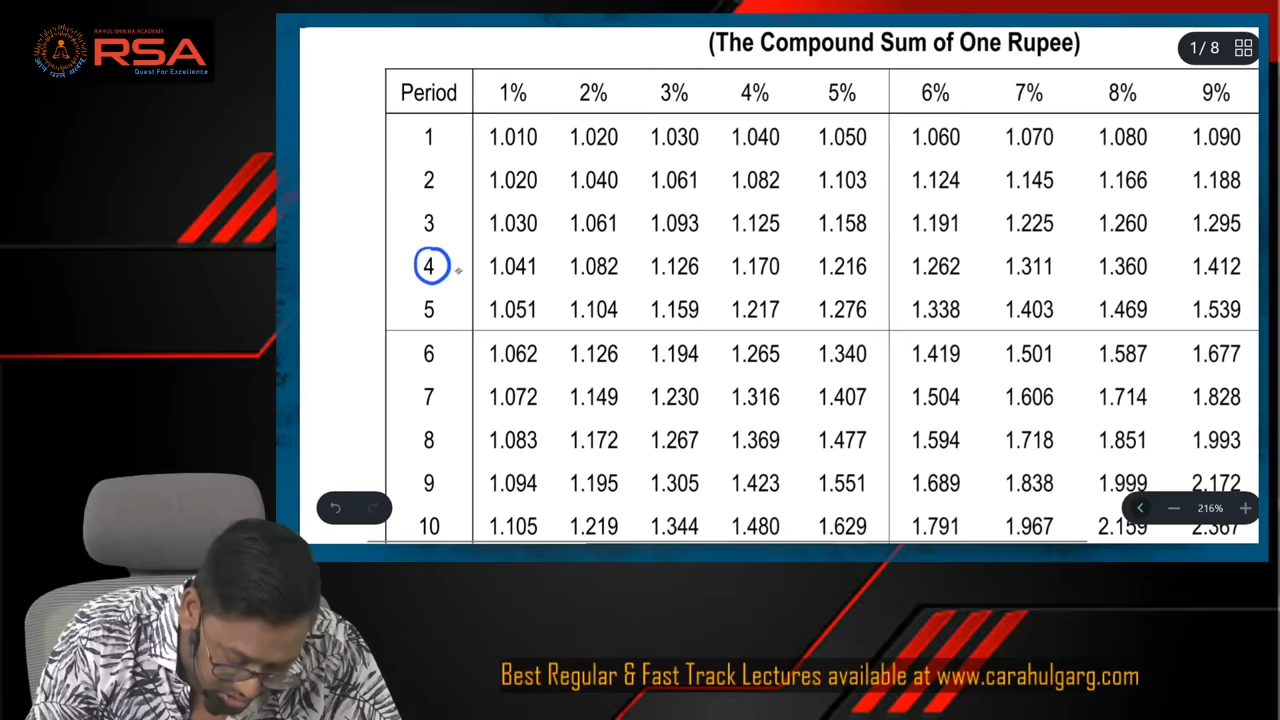 RAHUL SHIKHA ACADEMY
RSA
Quest For Excellence
(The Compound Sum of One Rupee)
1 / 8
Period 1% 2% 3% 4% 5% 6% 7% 8% 9%
1 1.010 1.020 1.030 1.040 1.050 1.060 1.070 1.080 1.090
2 1.020 1.040 1.061 1.082 1.103 1.124 1.145 1.166 1.188
3 1.030 1.061 1.093 1.125 1.158 1.191 1.225 1.260 1.295
4 1.041 1.082 1.126 1.170 1.216 1.262 1.311 1.360 1.412
5 1.051 1.104 1.159 1.217 1.276 1.338 1.403 1.469 1.539
6 1.062 1.126 1.194 1.265 1.340 1.419 1.501 1.587 1.677
7 1.072 1.149 1.230 1.316 1.407 1.504 1.606 1.714 1.828
8 1.083 1.172 1.267 1.369 1.477 1.594 1.718 1.851 1.993
9 1.094 1.195 1.305 1.423 1.551 1.689 1.838 1.999 2.172
10 1.105 1.219 1.344 1.480 1.629 1.791 1.967 2.159 2.367
216%
Best Regular & Fast Track Lectures available at www.carahulgarg.com